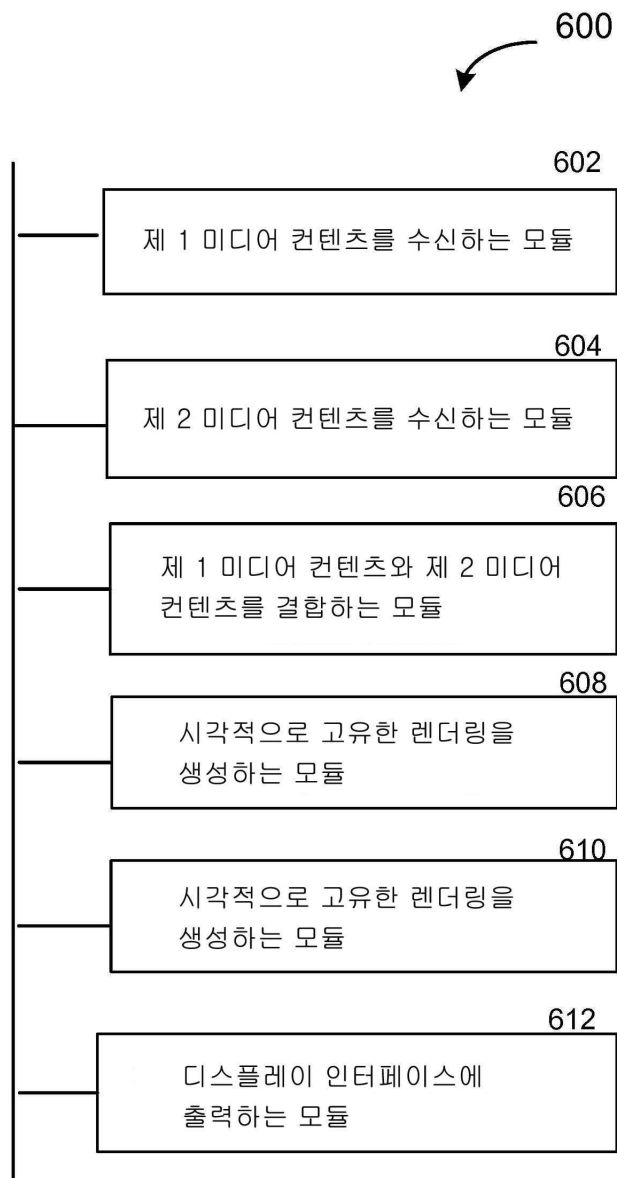 600
602
제 1 미디어 컨텐츠를 수신하는 모듈
604
제 2 미디어 컨텐츠를 수신하는 모듈
606
제 1 미디어 컨텐츠와 제 2 미디어
컨텐츠를 결합하는 모듈
608
시각적으로 고유한 렌더링을
생성하는 모듈
610
시각적으로 고유한 렌더링을
생성하는 모듈
612
디스플레이 인터페이스에
출력하는 모듈